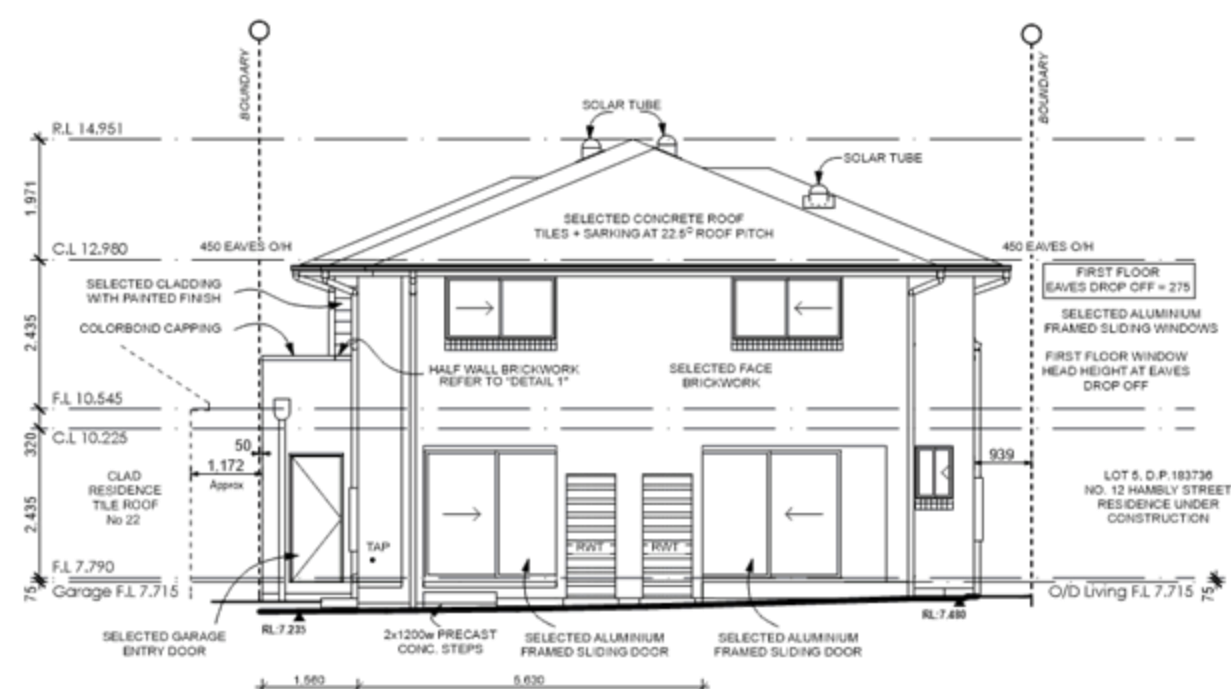 BOUNDARY
BOUNDARY
SOLAR TUBE
R.L 14.951
SOLAR TUBE
1.971
SELECTED CONCRETE ROOF
TILES + SARKING AT 22.5° ROOF PITCH
C.L 12.980
450 EAVES O/H
450 EAVES O/H
SELECTED CLADDING
WITH PAINTED FINISH
FIRST FLOOR
EAVES DROP OFF = 275
COLORBOND CAPPING
SELECTED ALUMINIUM
FRAMED SLIDING WINDOWS
2.435
HALF WALL BRICKWORK
REFER TO "DETAIL 1"
SELECTED FACE
BRICKWORK
FIRST FLOOR WINDOW
HEAD HEIGHT AT EAVES
DROP OFF
F.L 10.545
320
C.L 10.225
50
1,172
Approx
939
CLAD
RESIDENCE
TILE ROOF
No 22
LOT 5, D.P.183736
NO. 12 HAMBLY STREET
RESIDENCE UNDER
CONSTRUCTION
2.435
TAP
RWT
RWT
F.L 7.790
75
Garage F.L 7.715
O/D Living F.L 7.715
75
RL:7.235
RL:7.480
SELECTED GARAGE
ENTRY DOOR
2x1200w PRECAST
CONC. STEPS
SELECTED ALUMINIUM
FRAMED SLIDING DOOR
SELECTED ALUMINIUM
FRAMED SLIDING DOOR
1.560
5.630